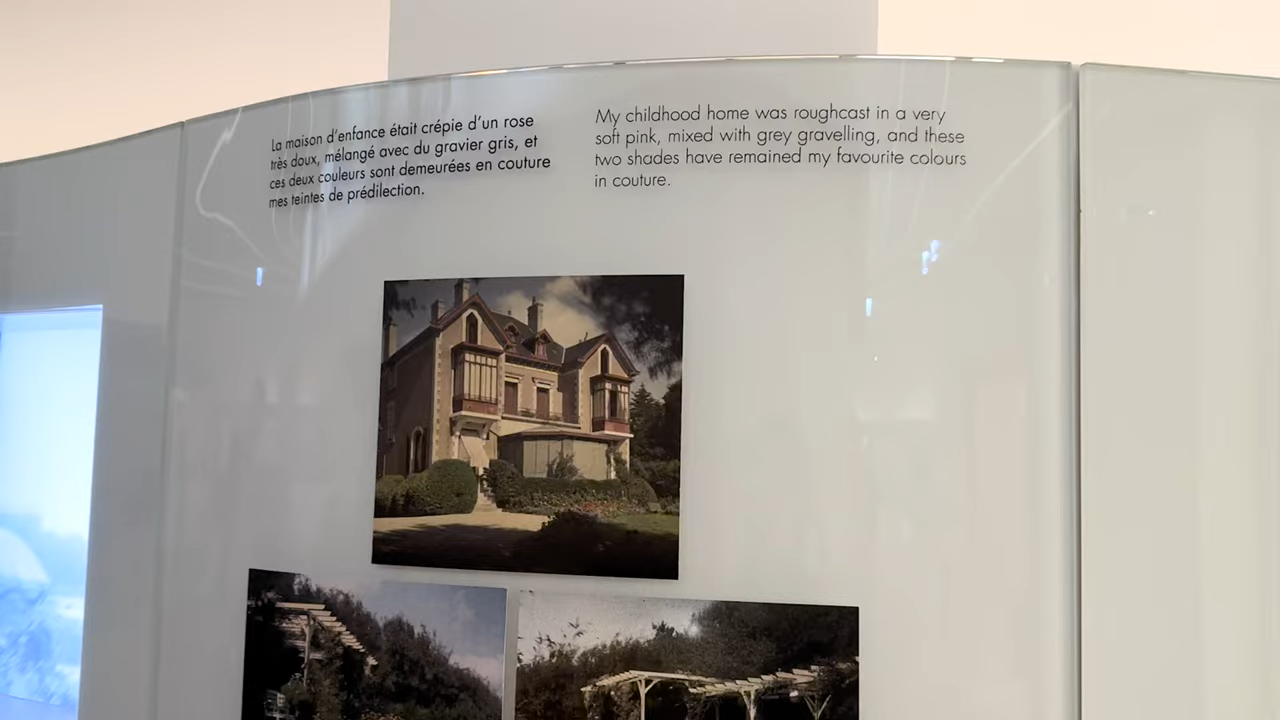 La maison d'enfance était crépie d'un rose
très doux, mélangé avec du gravier gris, et
ces deux couleurs sont demeurées en couture
mes teintes de prédilection.
My childhood home was roughcast in a very
soft pink, mixed with grey gravelling, and these
two shades have remained my favourite colours
in couture.